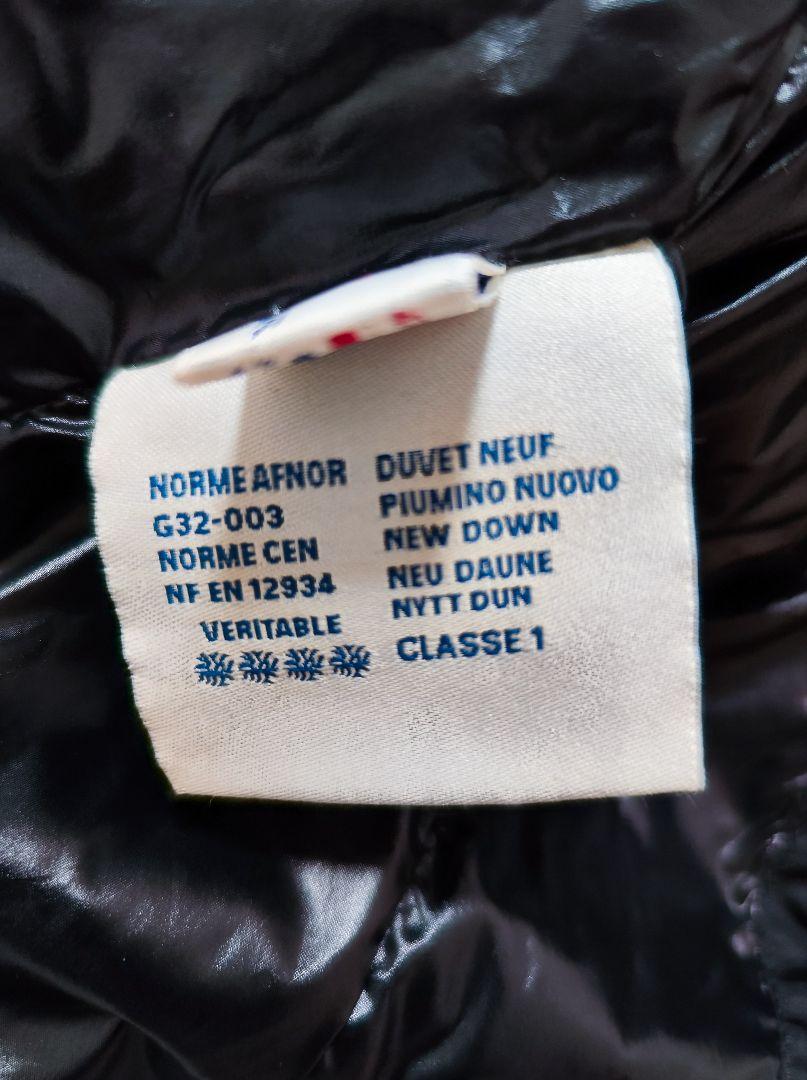 NORME AFNOR
G32-003
NORME CEN
NF EN 12934
VERITABLE
DUVET NEUF
PIUMINO NUOVO
NEW DOWN
NEU DAUNE
NYTT DUN
CLASSE 1